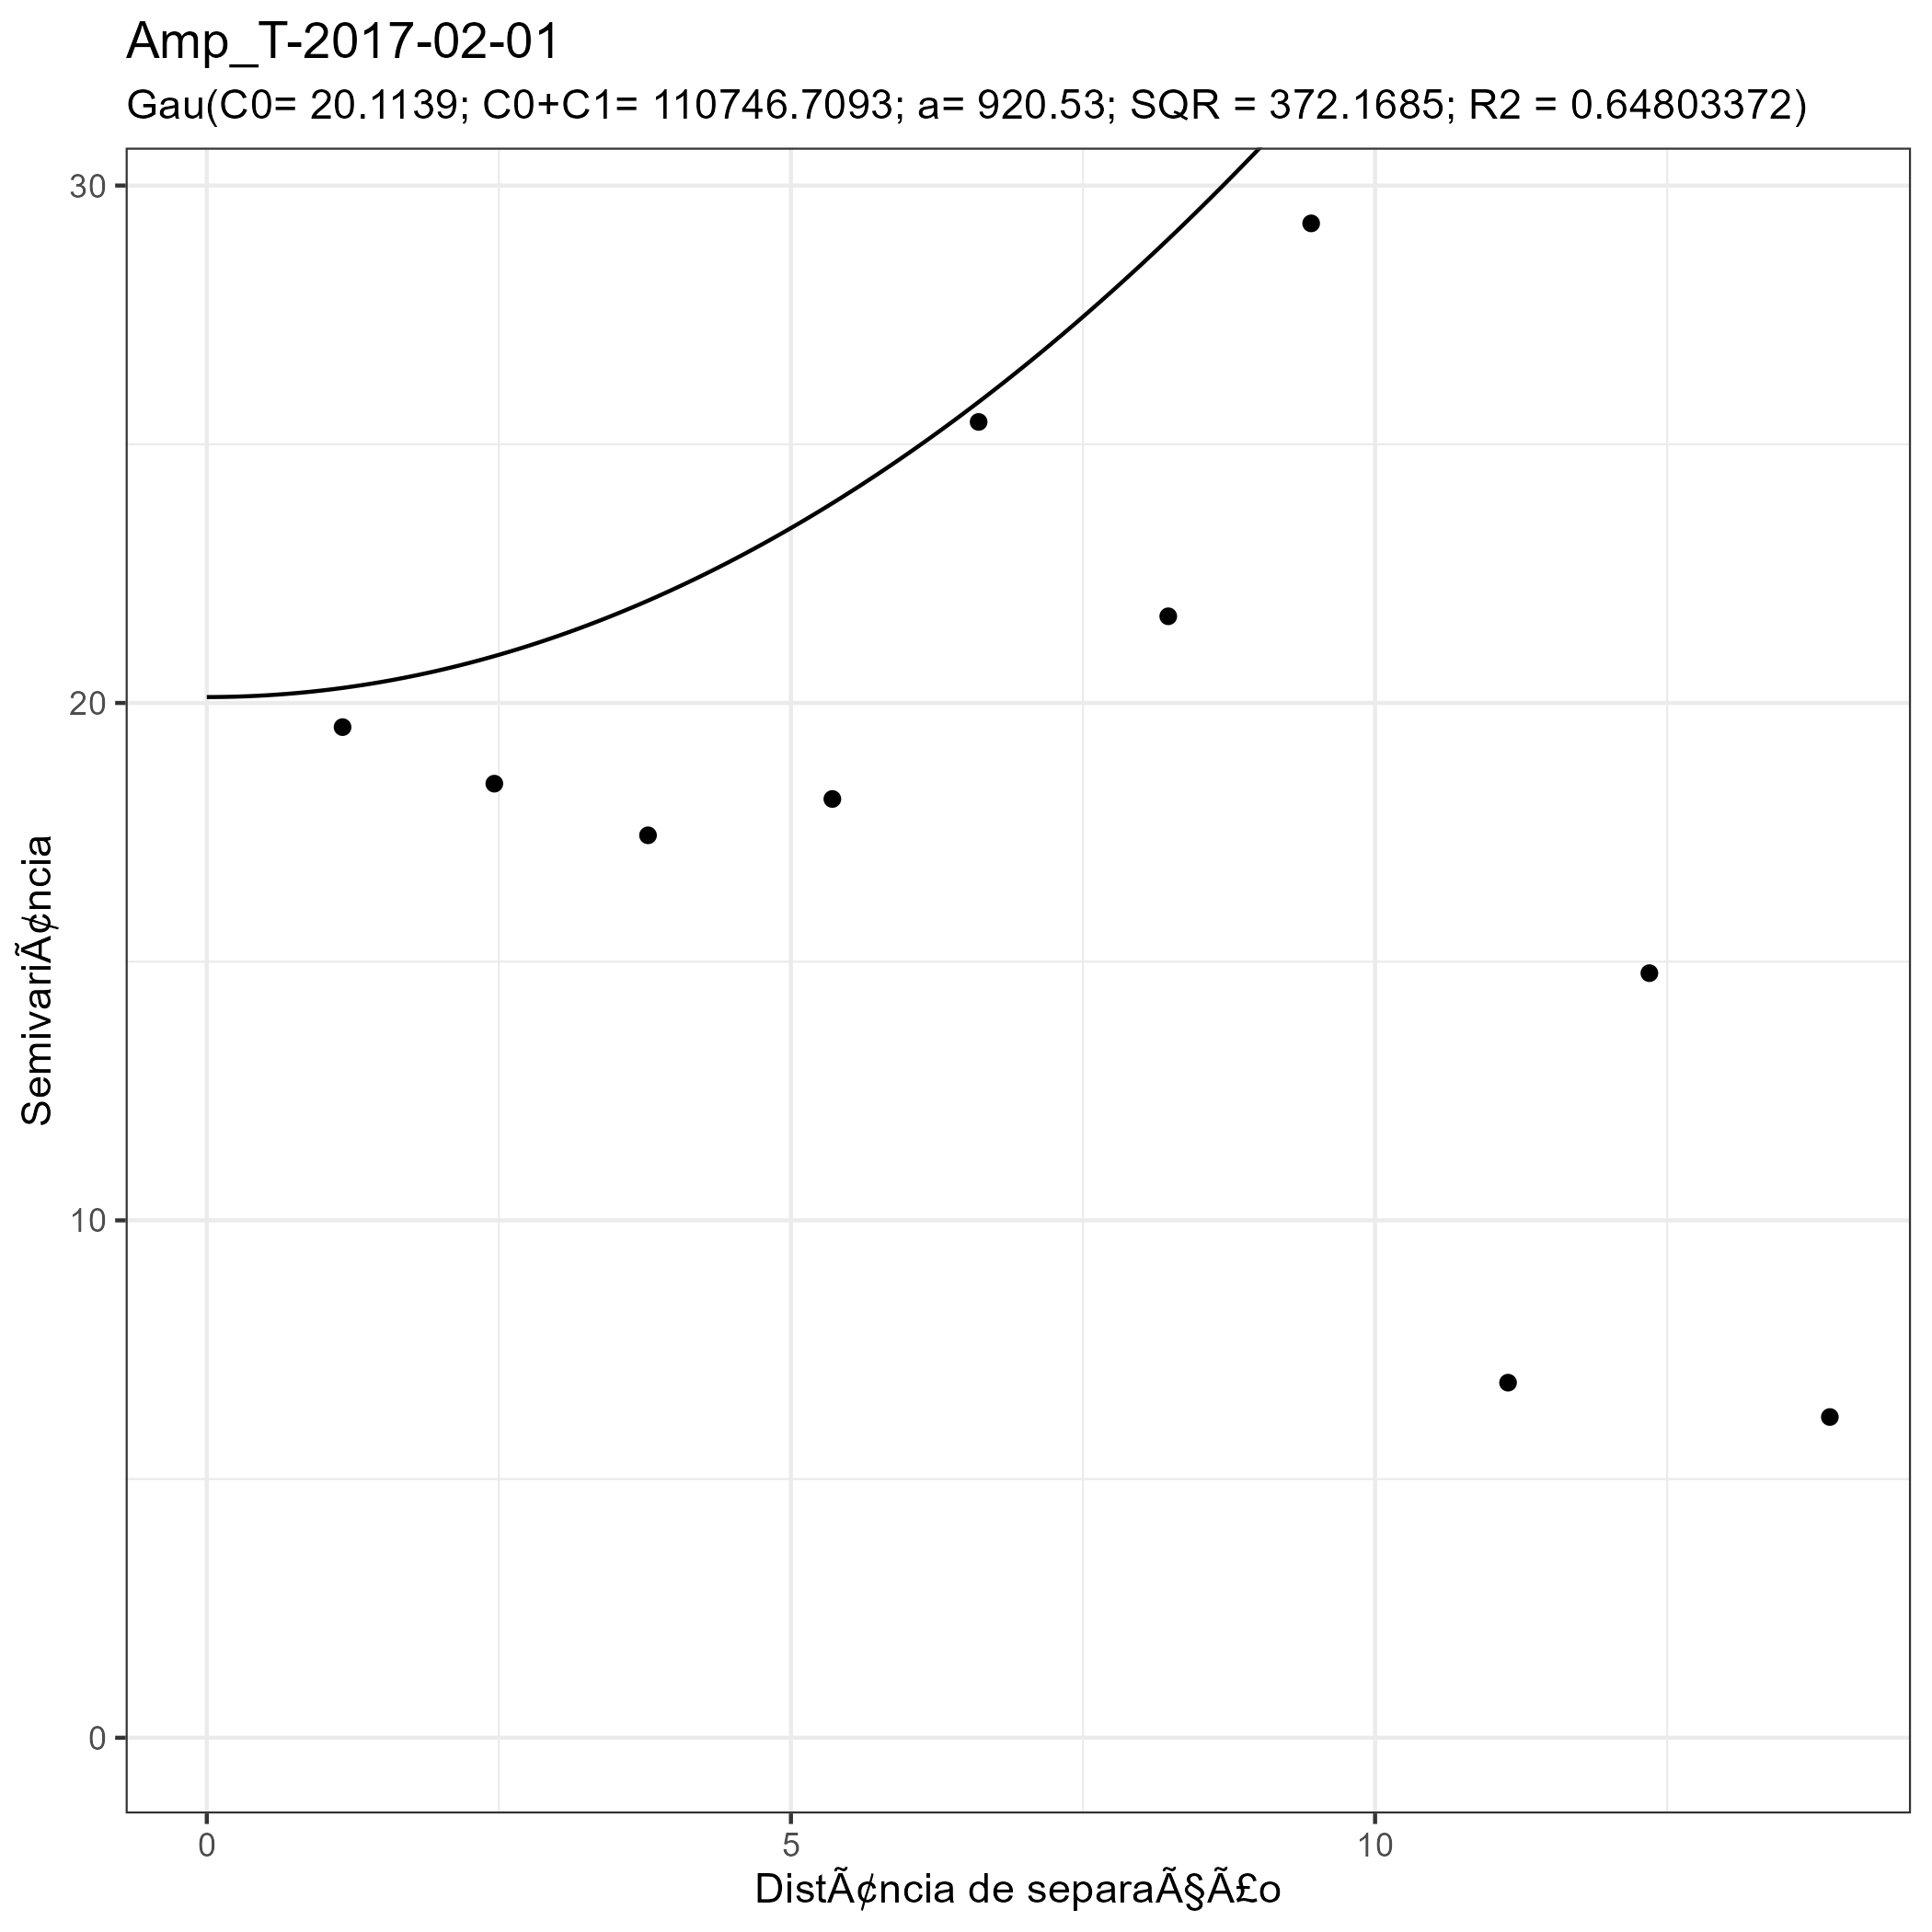 Amp_T-2017-02-01
Gau(C0= 20.1139; C0+C1= 110746.7093; a= 920.53; SQR = 372.1685; R2 = 0.64803372)
30
20
10
0
SemivariÃ¢ncia
0 5 10
DistÃ¢ncia de separaÃ§Ã£o